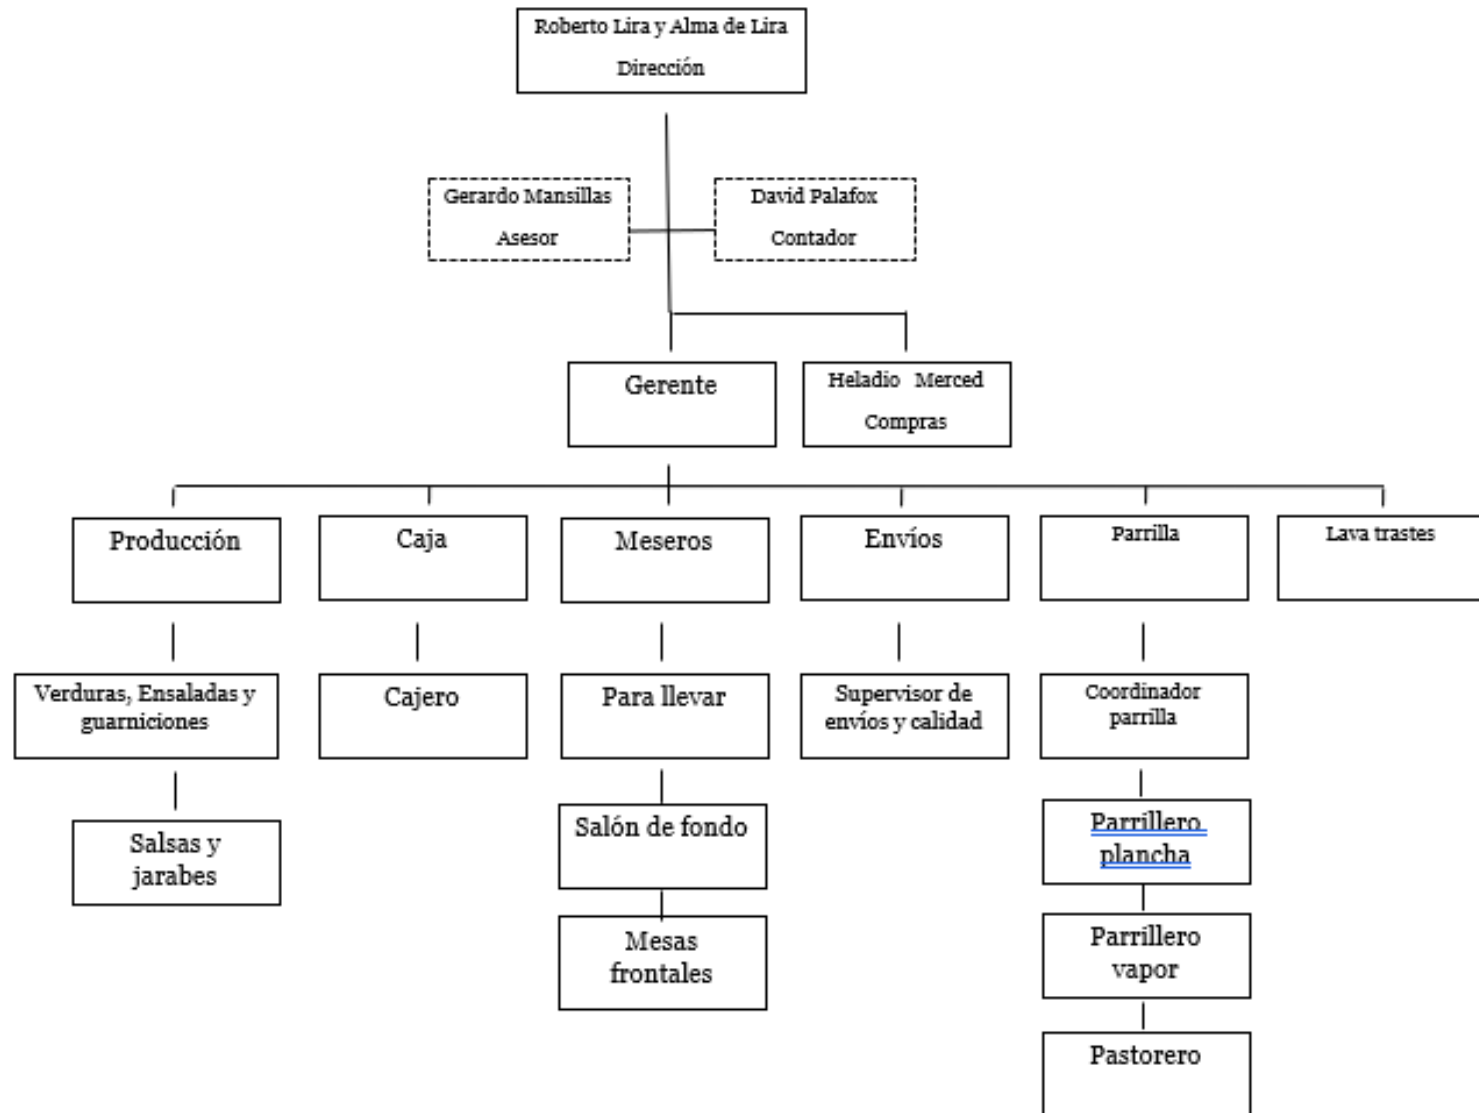 Roberto Lira y Alma de Lira
Dirección
Gerardo Mansillas
Asesor
David Palafox
Contador
Gerente
Heladio Merced
Compras
Producción
Caja
Meseros
Envíos
Parrilla
Lava trastes
Verduras, Ensaladas y
guarniciones
Cajero
Para llevar
Supervisor de
envíos y calidad
Coordinador
parrilla
Salsas y
jarabes
Salón de fondo
Parrillero
plancha
Mesas
frontales
Parrillero
vapor
Pastorero